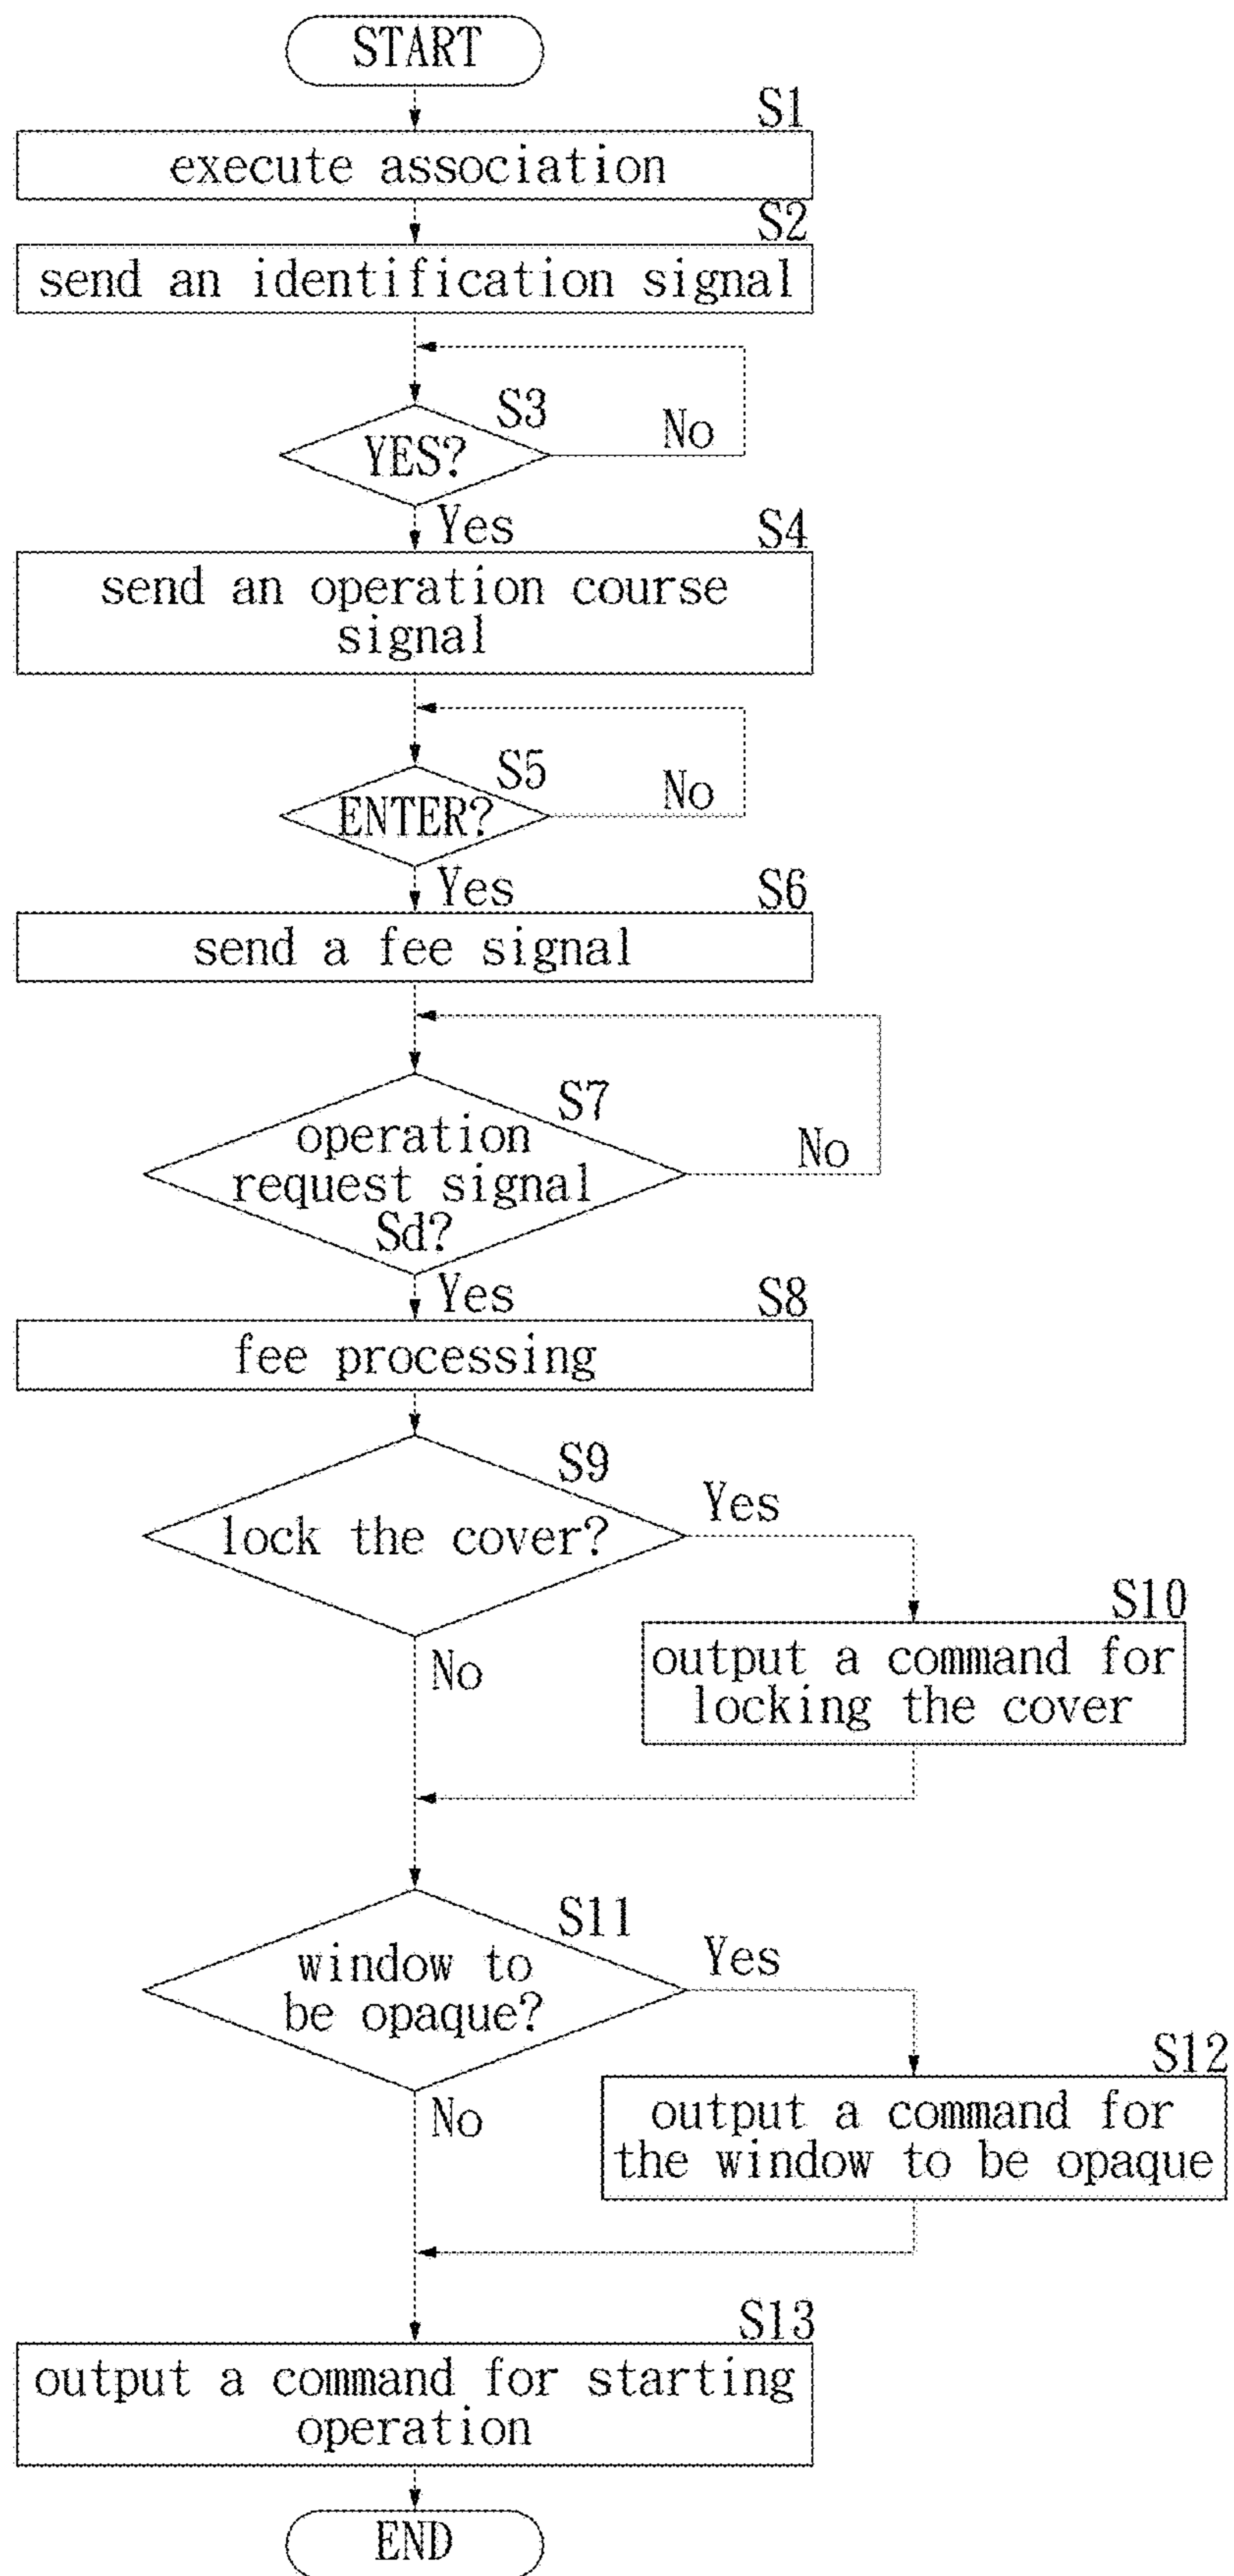 START
S1
execute association
S2
send an identification signal
S3
YES?
No
Yes
S4
send an operation course
signal
S5
ENTER?
No
Yes
S6
send a fee signal
S7
operation
request signal
Sd?
No
Yes
S8
fee processing
S9
lock the cover?
Yes
No
S10
output a command for
locking the cover
S11
window to
be opaque?
Yes
No
S12
output a command for
the window to be opaque
S13
output a command for starting
operation
END